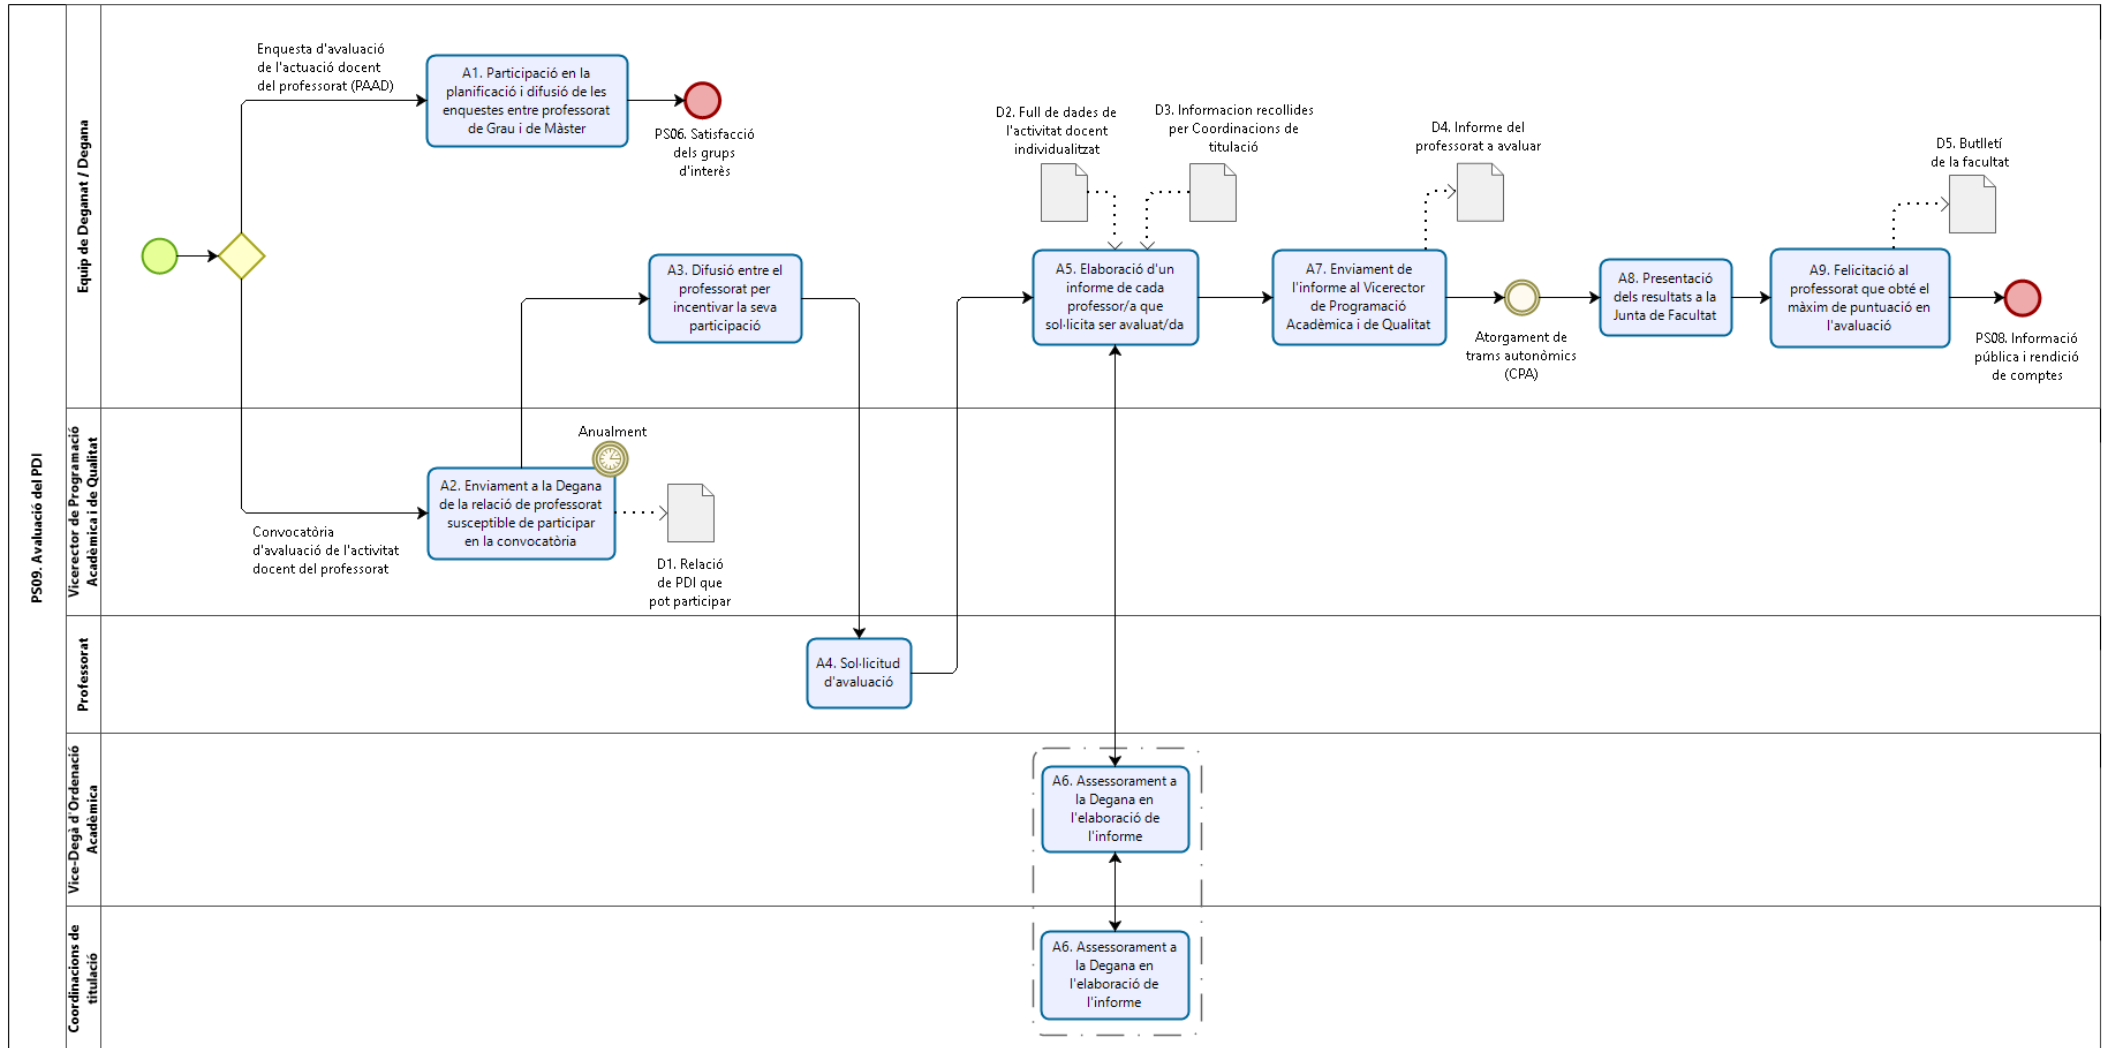 PS09. Avaluació del PDI
Equip de Deganat / Degana
Enquesta d'avaluació
de l'actuació docent
del professorat (PAAD)
A1. Participació en la
planificació i difusió de les
enquestes entre professorat
de Grau i de Màster
PS06. Satisfacció
dels grups
d'interès
A3. Difusió entre el
professorat per
incentivar la seva
participació
D2. Full de dades de
l'activitat docent
individualitzat
D3. Informacion recollides
per Coordinacions de
titulació
A5. Elaboració d'un
informe de cada
professor/a que
sol·licita ser avaluat/da
D4. Informe del
professorat a avaluar
A7. Enviament de
l'informe al Vicerector
de Programació
Acadèmica i de Qualitat
Atorgament de
trams autonòmics
(CPA)
A8. Presentació
dels resultats a la
Junta de Facultat
D5. Butlletí
de la facultat
A9. Felicitació al
professorat que obté el
màxim de puntuació en
l'avaluació
PS08. Informació
pública i rendició
de comptes
Vicerector de Programació
Acadèmica i de Qualitat
Convocatòria
d'avaluació de l'activitat
docent del professorat
Anualment
A2. Enviament a la Degana
de la relació de professorat
susceptible de participar
en la convocatòria
D1. Relació
de PDI que
pot participar
Professorat
A4. Sol·licitud
d'avaluació
Vice-Degà d'Ordenació
Acadèmica
A6. Assessorament a
la Degana en
l'elaboració de
l'informe
Coordinacions de
titulació
A6. Assessorament a
la Degana en
l'elaboració de
l'informe